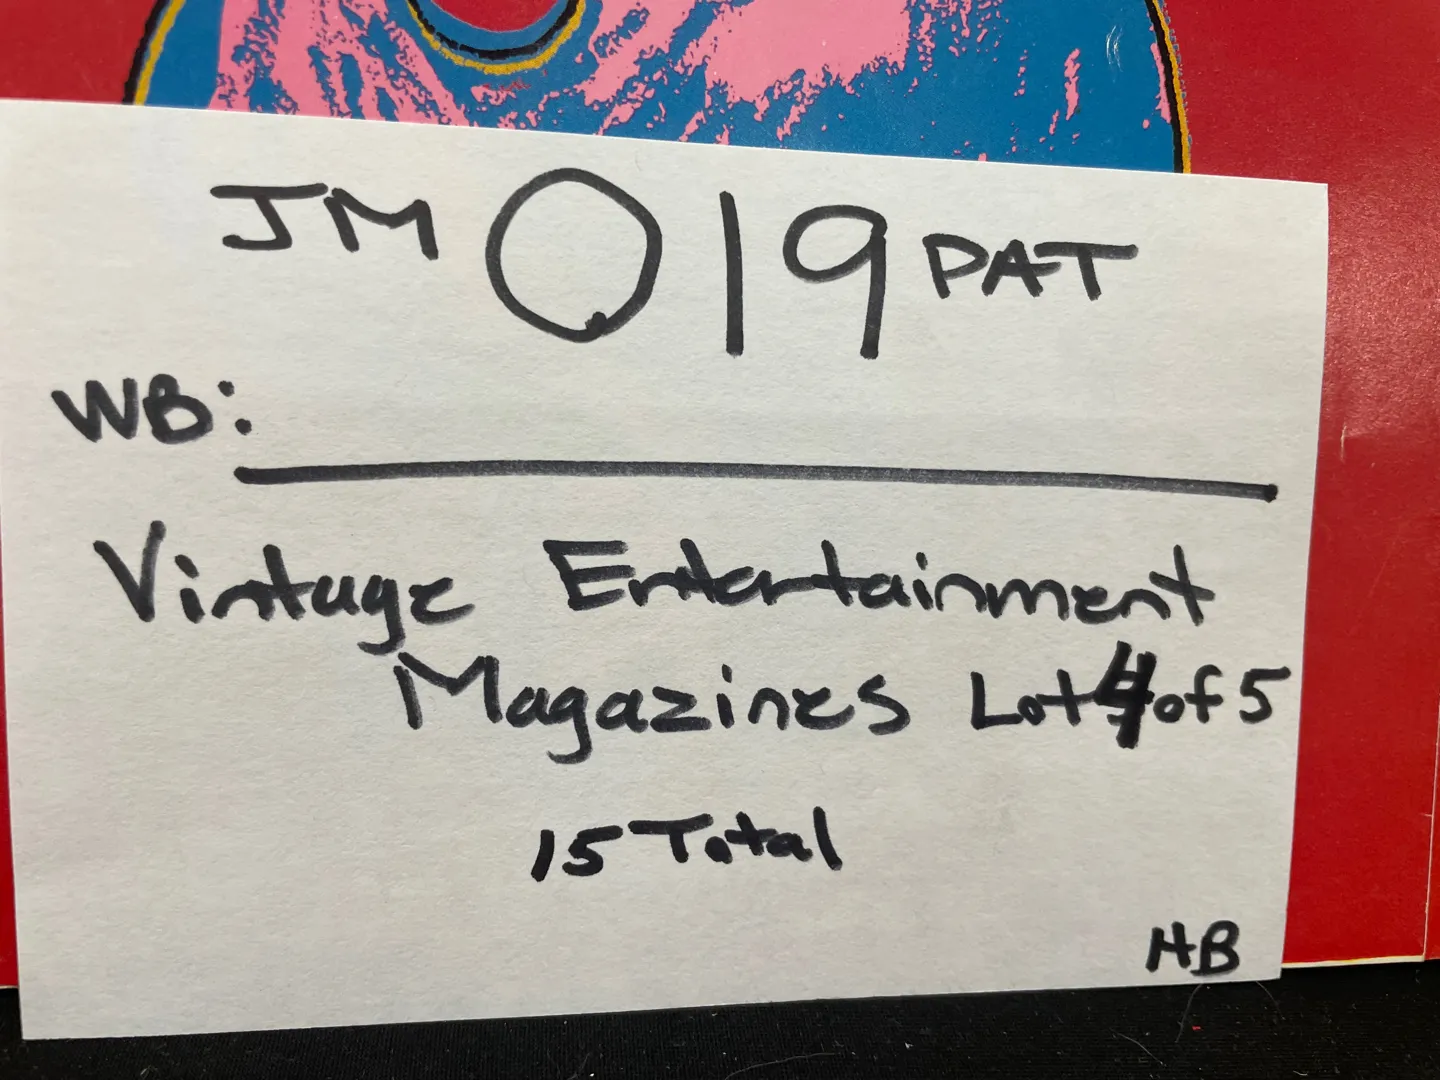 JM 019 PAT
WB:
Vintage Entertainment
Magazines Lot 4 of 5
15 Total
HB